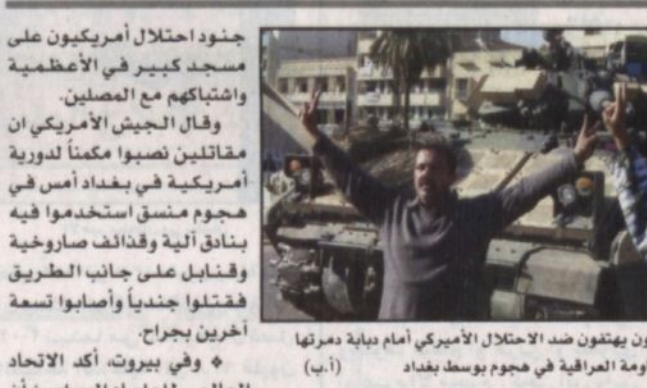 جنود احتلال أمريكيون على
مسجد كبير في الأعظمية
واشتباكهم مع المصلين.
وقال الجيش الأمريكي ان
مقاتلين نصبوا مكمناً لدورية
أمريكية في بغداد أمس في
هجوم منسق استخدموا فيه
بنادق آلية وقذائف صاروخية
وقنابل على جانب الطريق
فقتلوا جندياً وأصابوا تسعة
آخرين بجراح.
❖ وفي بيروت، أكد الاتحاد
ون يهتفون ضد الاحتلال الأميركي أمام دبابة دمرتها
اومة العراقية في هجوم بوسط بغداد (أ.ب)